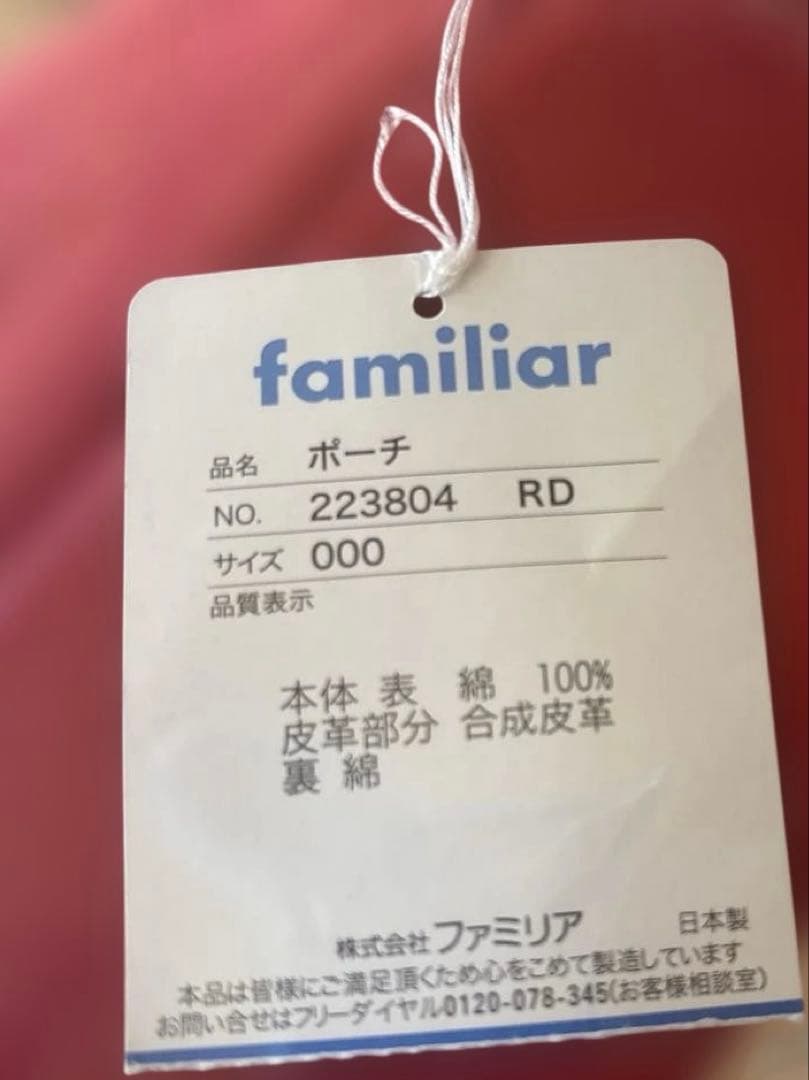 familiar
品名 ポーチ
NO. 223804 RD
サイズ 000
品質表示
本体 表 綿 100%
皮革部分 合成皮革
裏 綿
株式会社 ファミリア 日本製
本品は皆様にご満足頂くため心をこめて製造しています
お問い合せはフリーダイヤル0120-078-345(お客様相談室)